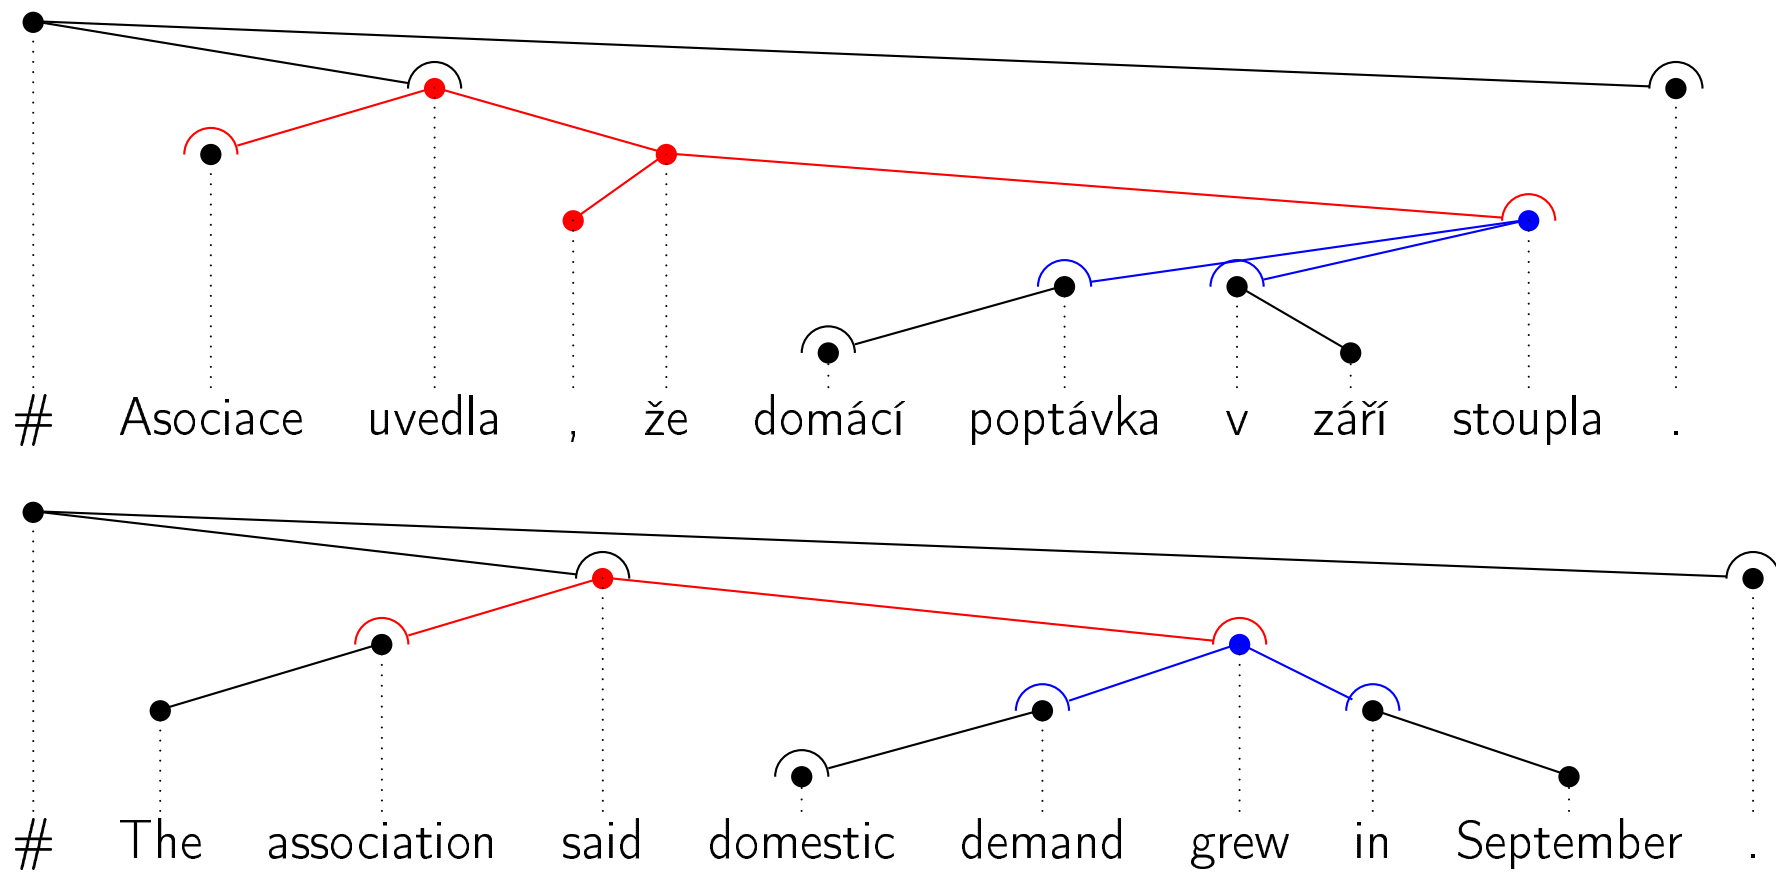 # Asociace uvedla , že domácí poptávka v září stoupla .
# The association said domestic demand grew in September .